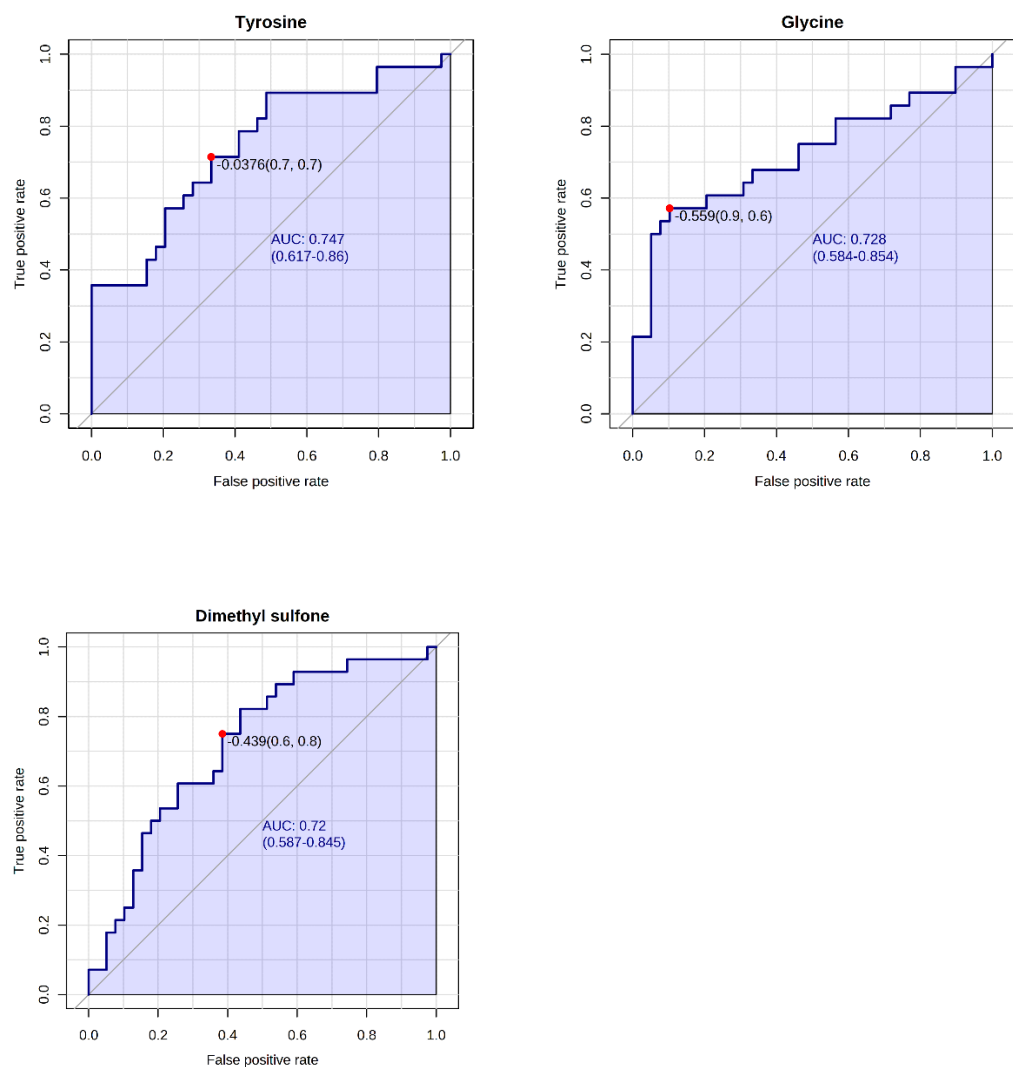 Tyrosine
True positive rate
1.0
0.8
0.6
0.4
0.2
0.0
-0.0376(0.7, 0.7)
AUC: 0.747
(0.617-0.86)
0.0 0.2 0.4 0.6 0.8 1.0
False positive rate
Glycine
True positive rate
1.0
0.8
0.6
0.4
0.2
0.0
-0.559(0.9, 0.6)
AUC: 0.728
(0.584-0.854)
0.0 0.2 0.4 0.6 0.8 1.0
False positive rate
Dimethyl sulfone
True positive rate
1.0
0.8
0.6
0.4
0.2
0.0
-0.439(0.6, 0.8)
AUC: 0.72
(0.587-0.845)
0.0 0.2 0.4 0.6 0.8 1.0
False positive rate